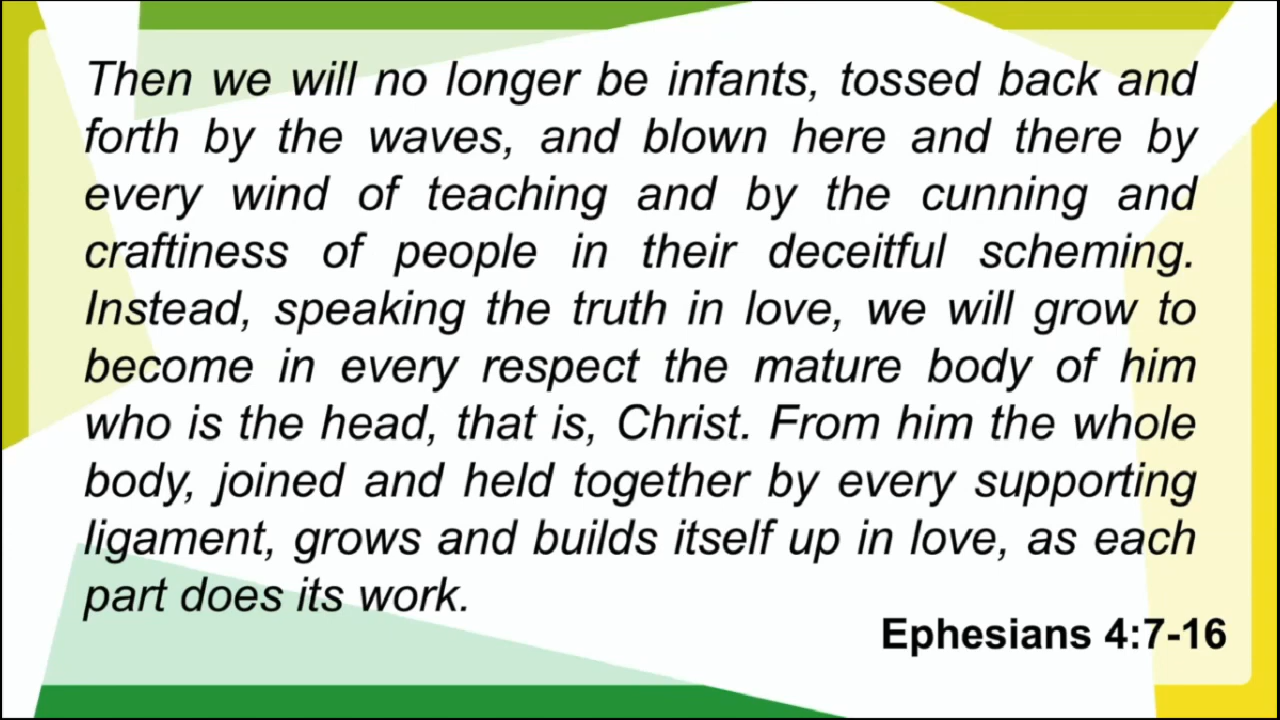 Then we will no longer be infants, tossed back and
forth by the waves, and blown here and there by
every wind of teaching and by the cunning and
craftiness of people in their deceitful scheming.
Instead, speaking the truth in love, we will grow to
become in every respect the mature body of him
who is the head, that is, Christ. From him the whole
body, joined and held together by every supporting
ligament, grows and builds itself up in love, as each
part does its work.
Ephesians 4:7-16